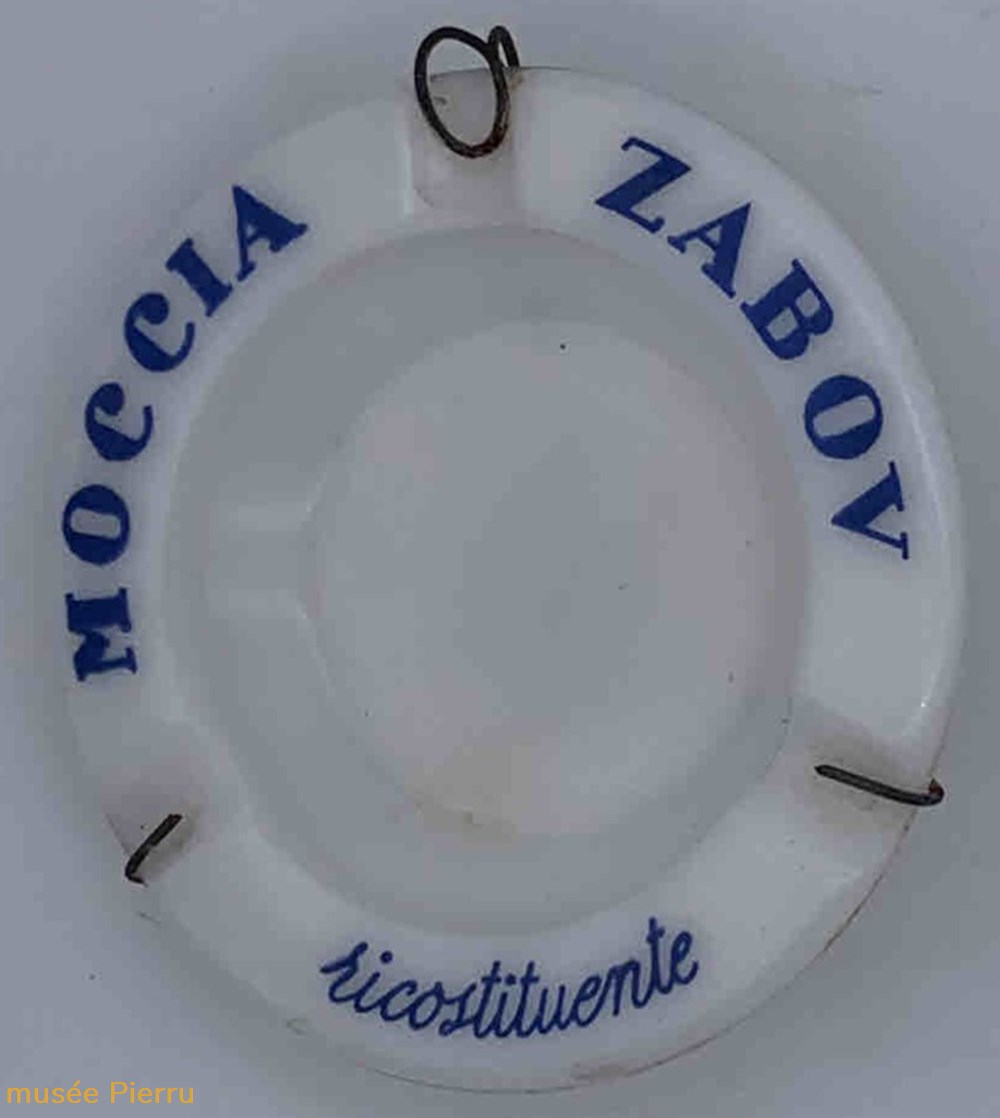 MOCCIA
ZABOV
ricostituente
musée Pierru